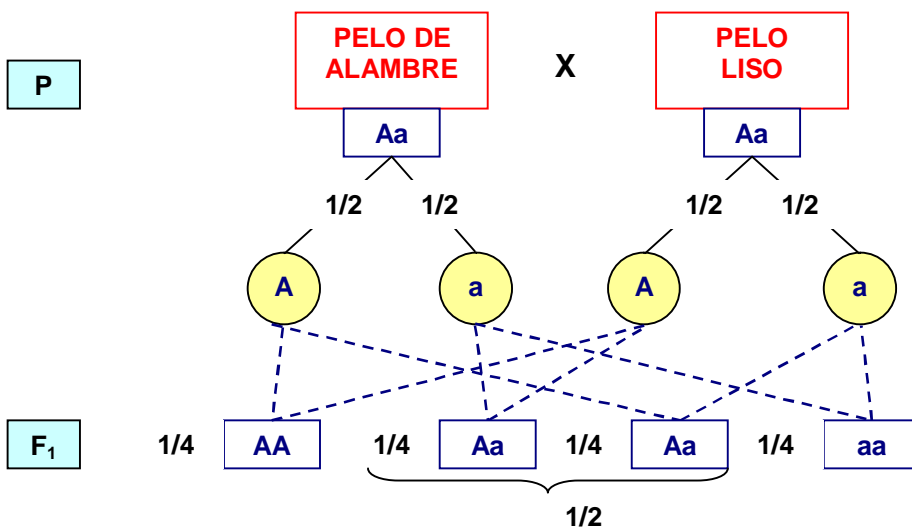 P
PELO DE
ALAMBRE
X
PELO
LISO
Aa
Aa
1/2 1/2 1/2 1/2
A a A a
F₁
1/4 AA 1/4 Aa 1/4 Aa 1/4 aa
1/2